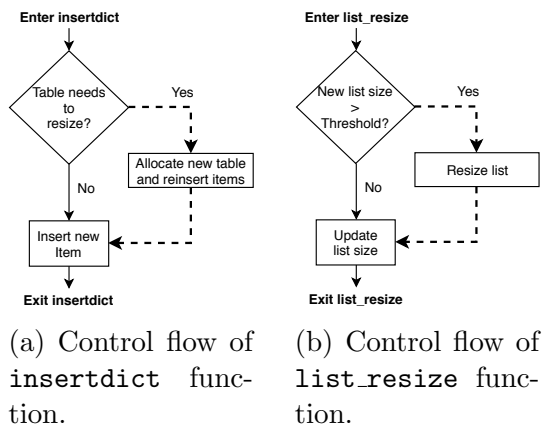 Enter insertdict
Table needs
to
resize?
Yes
Allocate new table
and reinsert items
No
Insert new
Item
Exit insertdict
(a) Control flow of
insertdict func-
tion.
Enter list_resize
New list size
>
Threshold?
Yes
Resize list
No
Update
list size
Exit list_resize
(b) Control flow of
list_resize func-
tion.